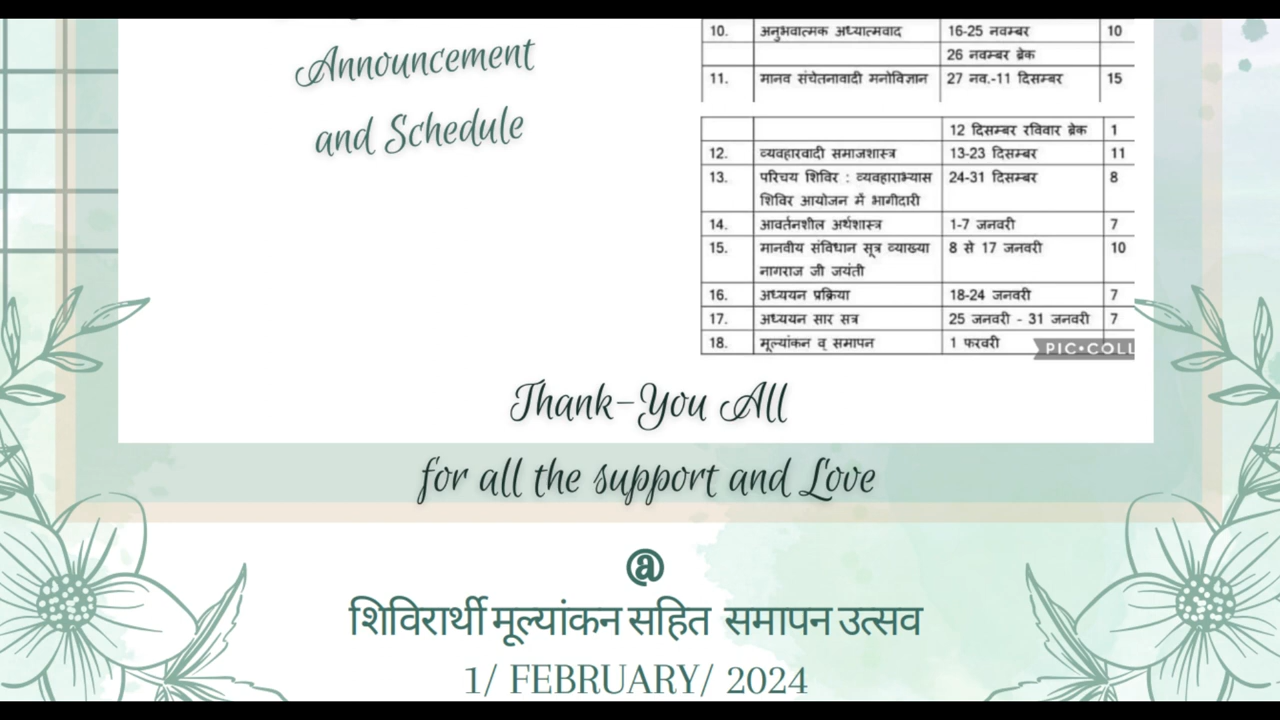 Announcement
and Schedule
10. अनुभवात्मक अध्यात्मवाद 16-25 नवम्बर 10
26 नवम्बर ब्रेक
11. मानव संचेतनावादी मनोविज्ञान 27 नव.-11 दिसम्बर 15
12 दिसम्बर रविवार ब्रेक 1
12. व्यवहारवादी समाजशास्त्र 13-23 दिसम्बर 11
13. परिचय शिविर : व्यवहाराभ्यास 24-31 दिसम्बर 8
शिविर आयोजन में भागीदारी
14. आवर्तनशील अर्थशास्त्र 1-7 जनवरी 7
15. मानवीय संविधान सूत्र व्याख्या 8 से 17 जनवरी 10
नागराज जी जयंती
16. अध्ययन प्रक्रिया 18-24 जनवरी 7
17. अध्ययन सार सत्र 25 जनवरी - 31 जनवरी 7
18. मूल्यांकन व् समापन 1 फरवरी
PIC•COLL
Thank-You All
for all the support and Love
@
शिविरार्थी मूल्यांकन सहित समापन उत्सव
1/ FEBRUARY/ 2024